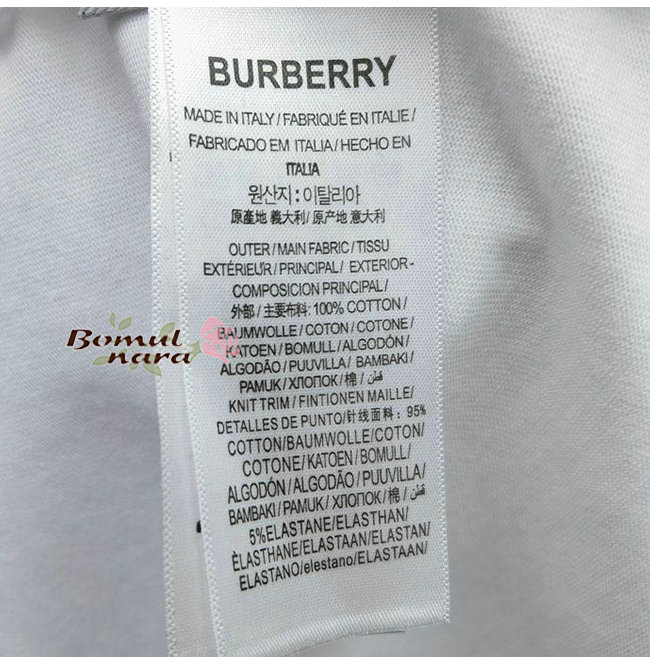 BURBERRY
MADE IN ITALY / FABRIQUÉ EN ITALIE /
FABRICADO EM ITALIA / HECHO EN
ITALIA
원산지 : 이탈리아
原產地 義大利 / 原产地 意大利
OUTER / MAIN FABRIC / TISSU
EXTÉRIEUR / PRINCIPAL / EXTERIOR-
COMPOSICION PRINCIPAL /
外部 / 主要布料: 100% COTTON /
BAUMWOLLE / COTON / COTONE /
KATOEN / BOMULL / ALGODÓN /
ALGODÃO / PUUVILLA / BAMBAKI /
PAMUK / ХЛОПОК / 棉 / قطن /
KNIT TRIM / FINTIONEN MAILLE /
DETALLES DE PUNTO / 针线面料 : 95%
COTTON/BAUMWOLLE/COTON/
COTONE / KATOEN / BOMULL /
ALGODÓN / ALGODÃO / PUUVILLA /
BAMBAKI / PAMUK / ХЛОПОК / 棉 / قطن /
5%ELASTANE/ELASTHAN/
ÈLASTHANE/ELASTAAN/ELASTAN/
ELASTANO/elestano/ELASTAAN/
Bomul
nara